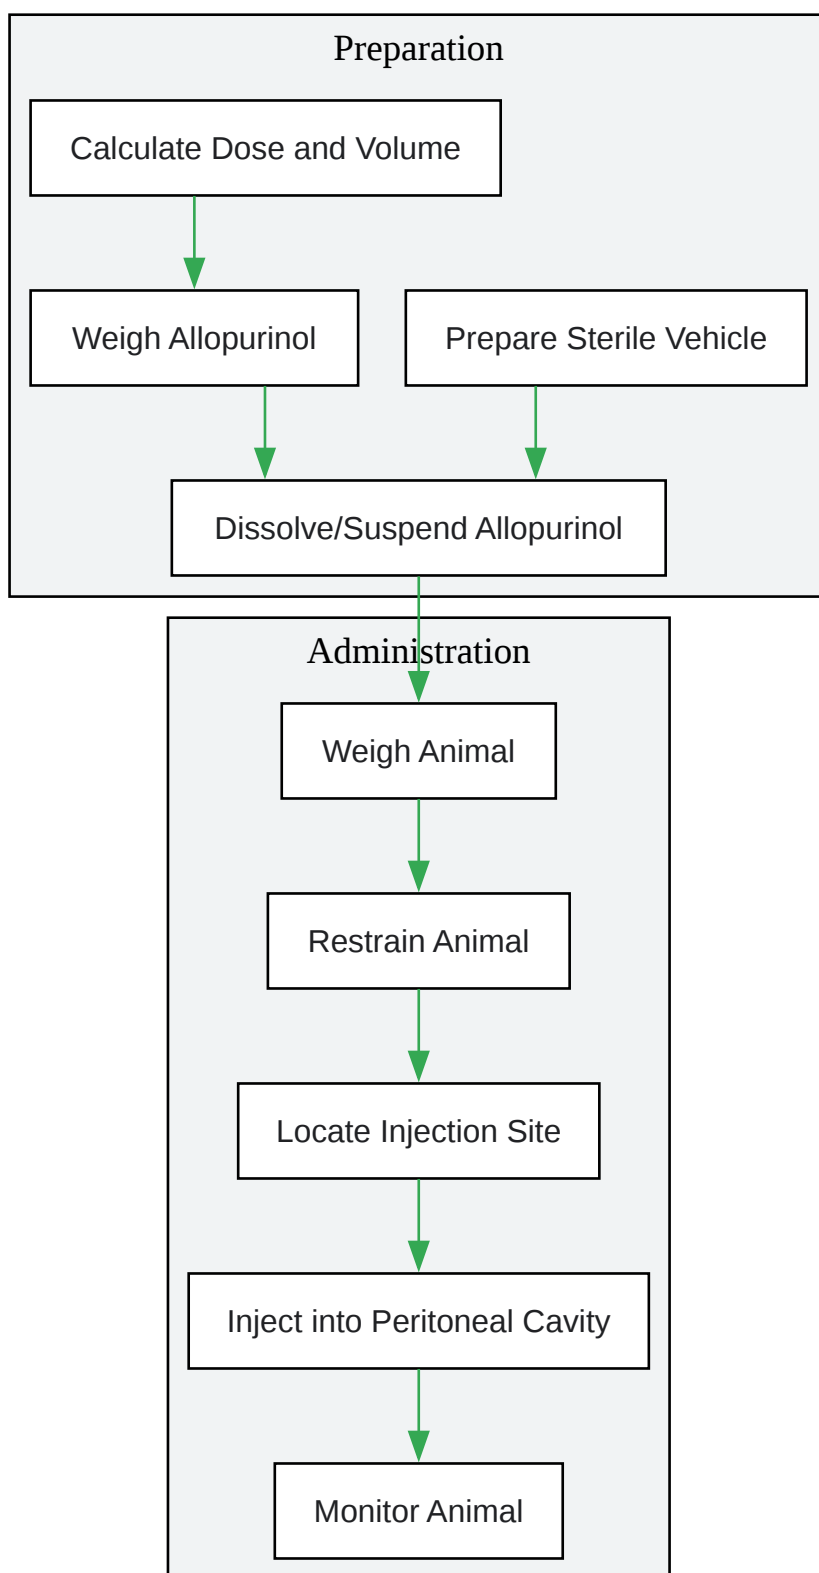 Preparation
Calculate Dose and Volume
Weigh Allopurinol
Prepare Sterile Vehicle
Dissolve/Suspend Allopurinol
Administration
Weigh Animal
Restrain Animal
Locate Injection Site
Inject into Peritoneal Cavity
Monitor Animal